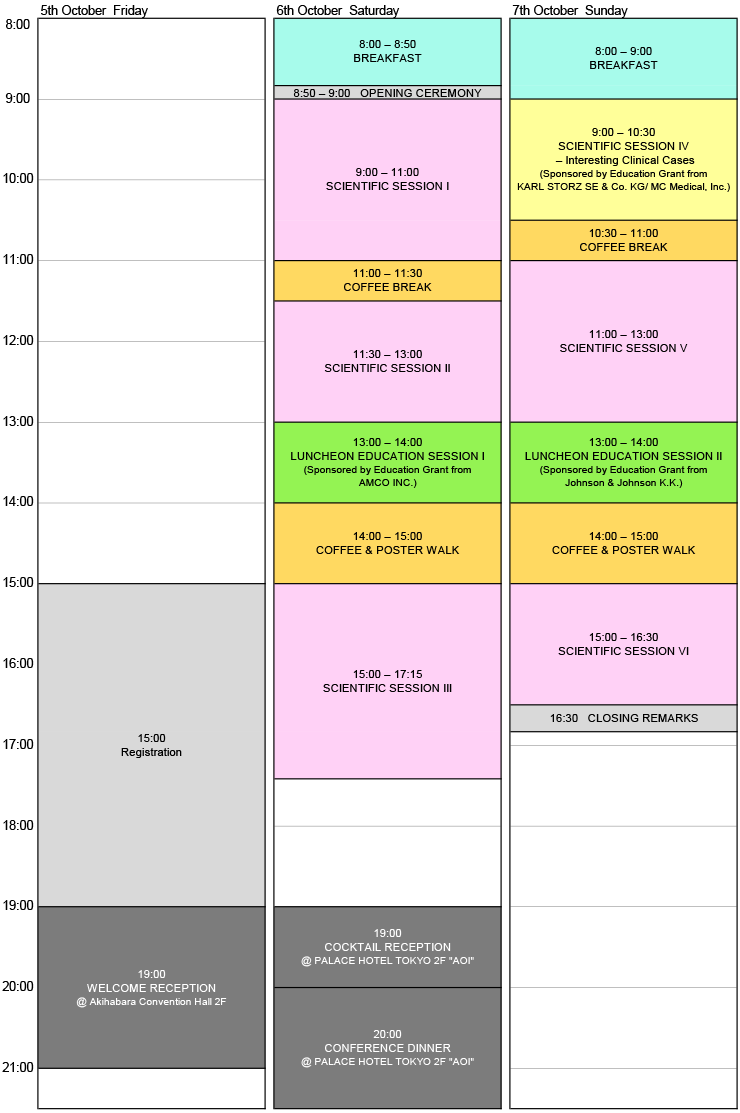 5th October  Friday
6th October  Saturday
7th October  Sunday
8:00
9:00
10:00
11:00
12:00
13:00
14:00
15:00
16:00
17:00
18:00
19:00
20:00
21:00
15:00
Registration
19:00
WELCOME RECEPTION
@ Akihabara Convention Hall 2F
8:00 – 8:50
BREAKFAST
8:50 – 9:00   OPENING CEREMONY
9:00 – 11:00
SCIENTIFIC SESSION I
11:00 – 11:30
COFFEE BREAK
11:30 – 13:00
SCIENTIFIC SESSION II
13:00 – 14:00
LUNCHEON EDUCATION SESSION I
(Sponsored by Education Grant from
AMCO INC.)
14:00 – 15:00
COFFEE & POSTER WALK
15:00 – 17:15
SCIENTIFIC SESSION III
19:00
COCKTAIL RECEPTION
@ PALACE HOTEL TOKYO 2F "AOI"
20:00
CONFERENCE DINNER
@ PALACE HOTEL TOKYO 2F "AOI"
8:00 – 9:00
BREAKFAST
9:00 – 10:30
SCIENTIFIC SESSION IV
– Interesting Clinical Cases
(Sponsored by Education Grant from
KARL STORZ SE & Co. KG/ MC Medical, Inc.)
10:30 – 11:00
COFFEE BREAK
11:00 – 13:00
SCIENTIFIC SESSION V
13:00 – 14:00
LUNCHEON EDUCATION SESSION II
(Sponsored by Education Grant from
Johnson & Johnson K.K.)
14:00 – 15:00
COFFEE & POSTER WALK
15:00 – 16:30
SCIENTIFIC SESSION VI
16:30   CLOSING REMARKS